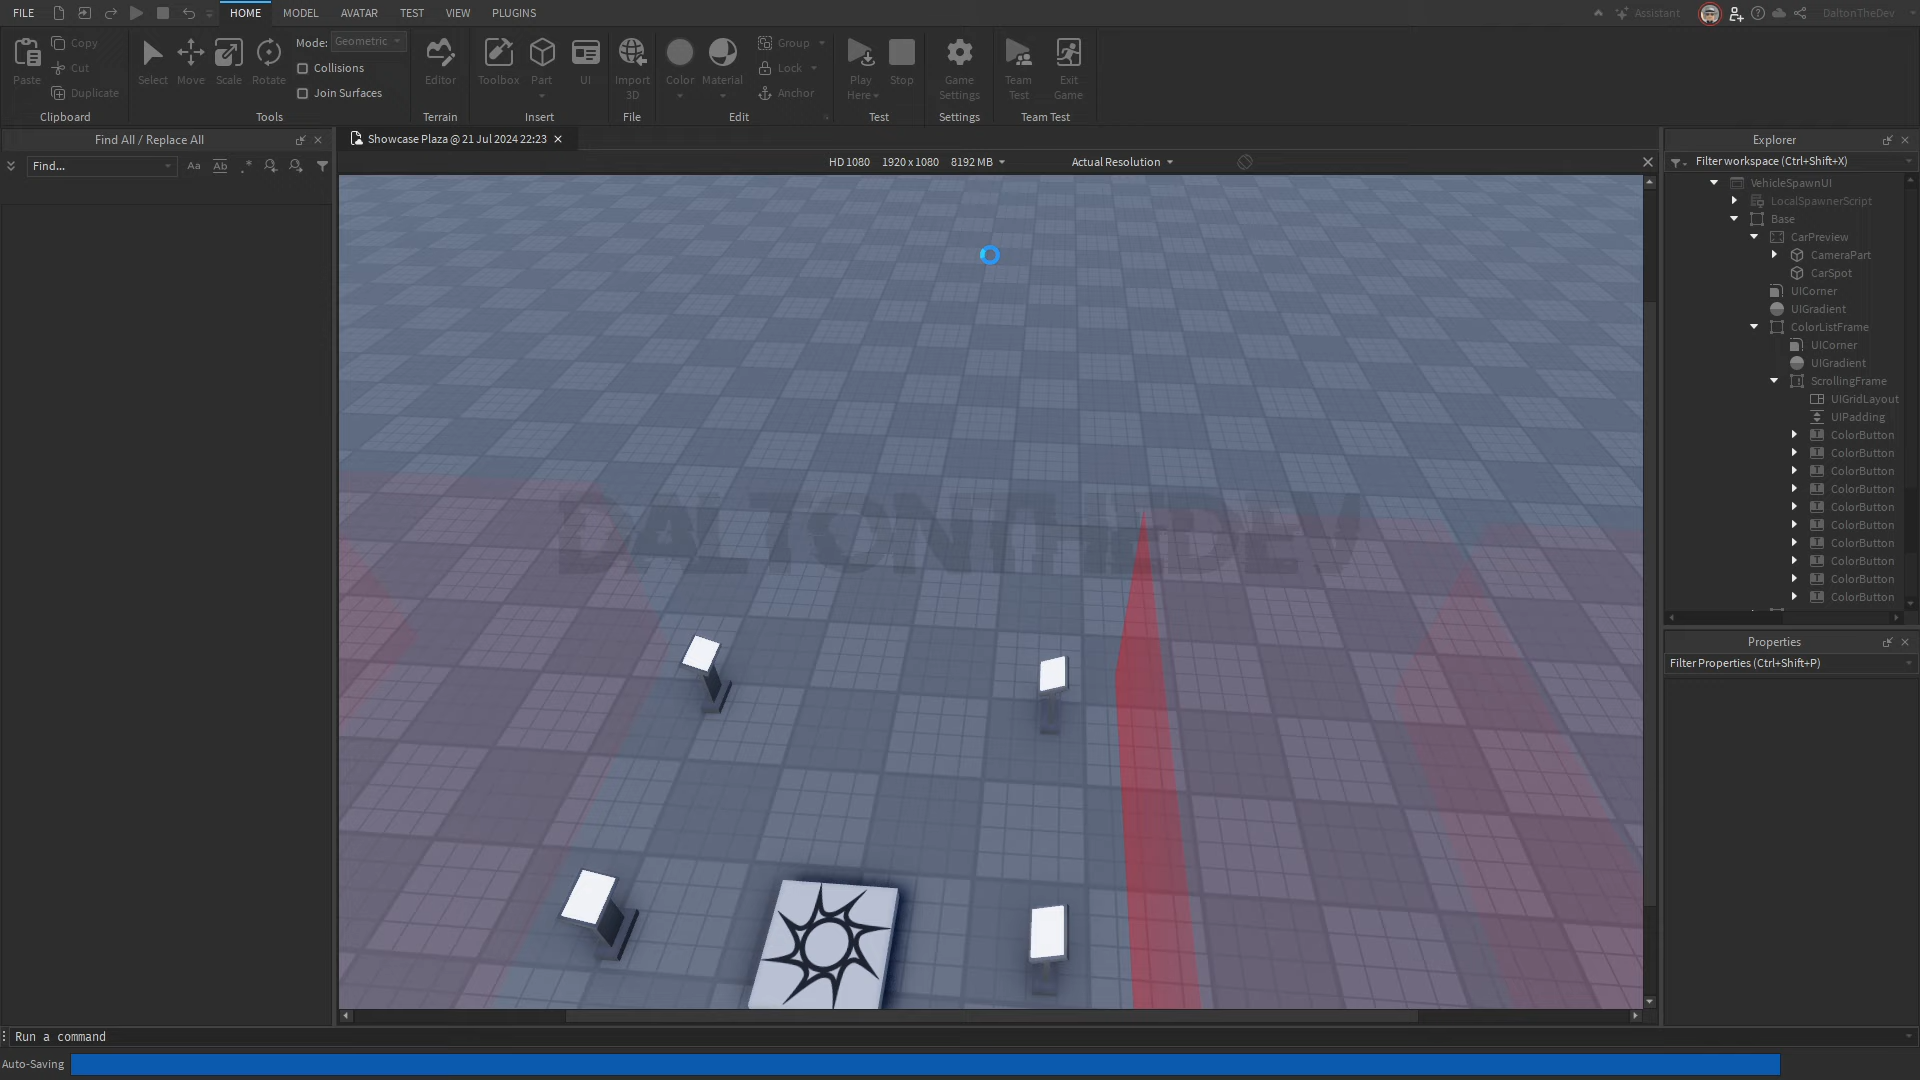 FILE
HOME
MODEL
AVATAR
TEST
VIEW
PLUGINS
Assistant
DaltonTheDev
Paste
Copy
Cut
Duplicate
Clipboard
Select
Move
Scale
Rotate
Mode: Geometric
Collisions
Join Surfaces
Tools
Editor
Terrain
Toolbox
Part
UI
Insert
Import
3D
File
Color
Material
Group
Lock
Anchor
Edit
Play
Here
Stop
Test
Game
Settings
Settings
Team
Test
Exit
Game
Team Test
Find All / Replace All
Find...
Aa
Ab
.*
Showcase Plaza @ 21 Jul 2024 22:23
HD 1080 1920 x 1080 8192 MB
Actual Resolution
DALTONTHEDEV
Explorer
Filter workspace (Ctrl+Shift+X)
VehicleSpawnUI
LocalSpawnerScript
Base
CarPreview
CameraPart
CarSpot
UICorner
UIGradient
ColorListFrame
UICorner
UIGradient
ScrollingFrame
UIGridLayout
UIPadding
ColorButton
ColorButton
ColorButton
ColorButton
ColorButton
ColorButton
ColorButton
ColorButton
ColorButton
ColorButton
Properties
Filter Properties (Ctrl+Shift+P)
Run a command
Auto-Saving